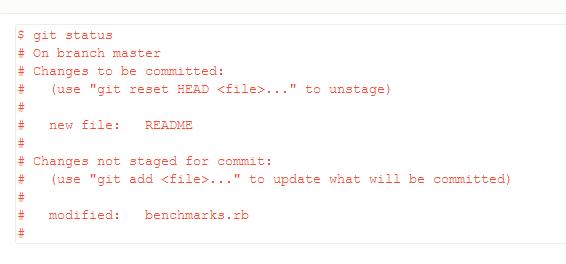 $ git status
# On branch master
# Changes to be committed:
#   (use "git reset HEAD <file>..." to unstage)
#
#   new file:   README
#
# Changes not staged for commit:
#   (use "git add <file>..." to update what will be committed)
#
#   modified:   benchmarks.rb
#